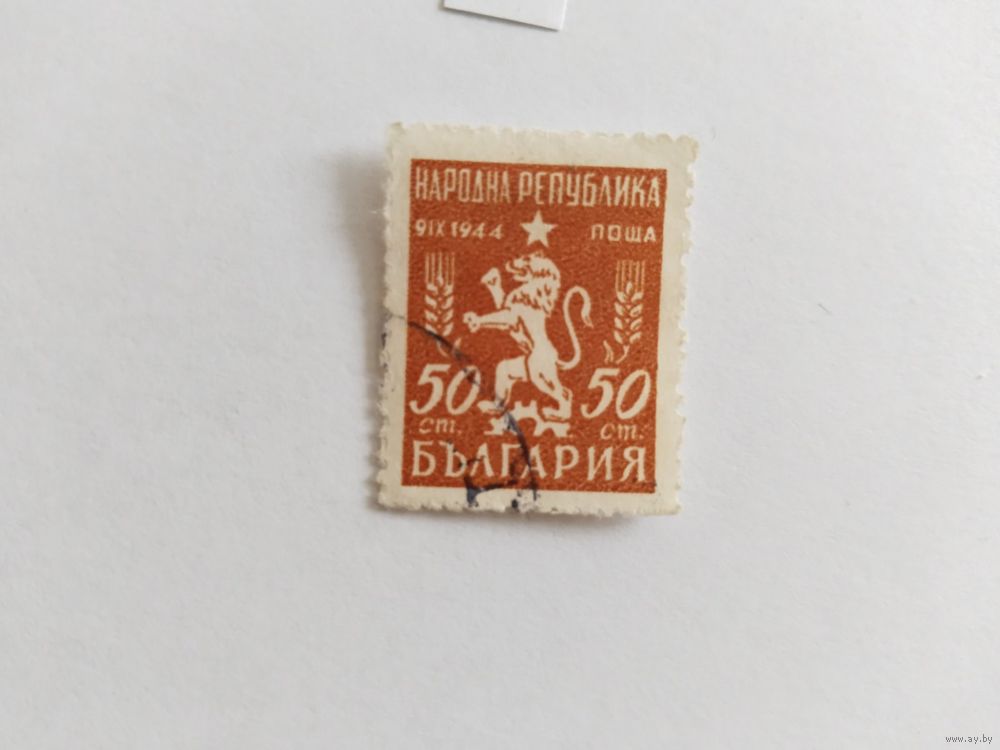 НАРОДНА РЕПУБЛИКА
9 IX 1944 ПОЩА
50 50
ст. ст.
БЪЛГАРИЯ
www.ay.by